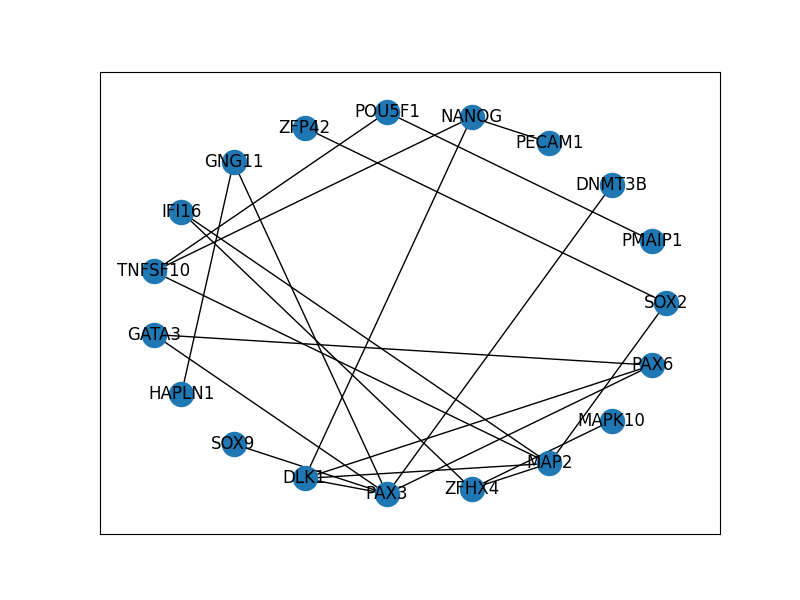 POU5F1
NANOG
ZFP42
PECAM1
GNG11
DNMT3B
IFI16
PMAIP1
TNFSF10
SOX2
GATA3
PAX6
HAPLN1
MAPK10
SOX9
MAP2
DLK1
ZFHX4
PAX3